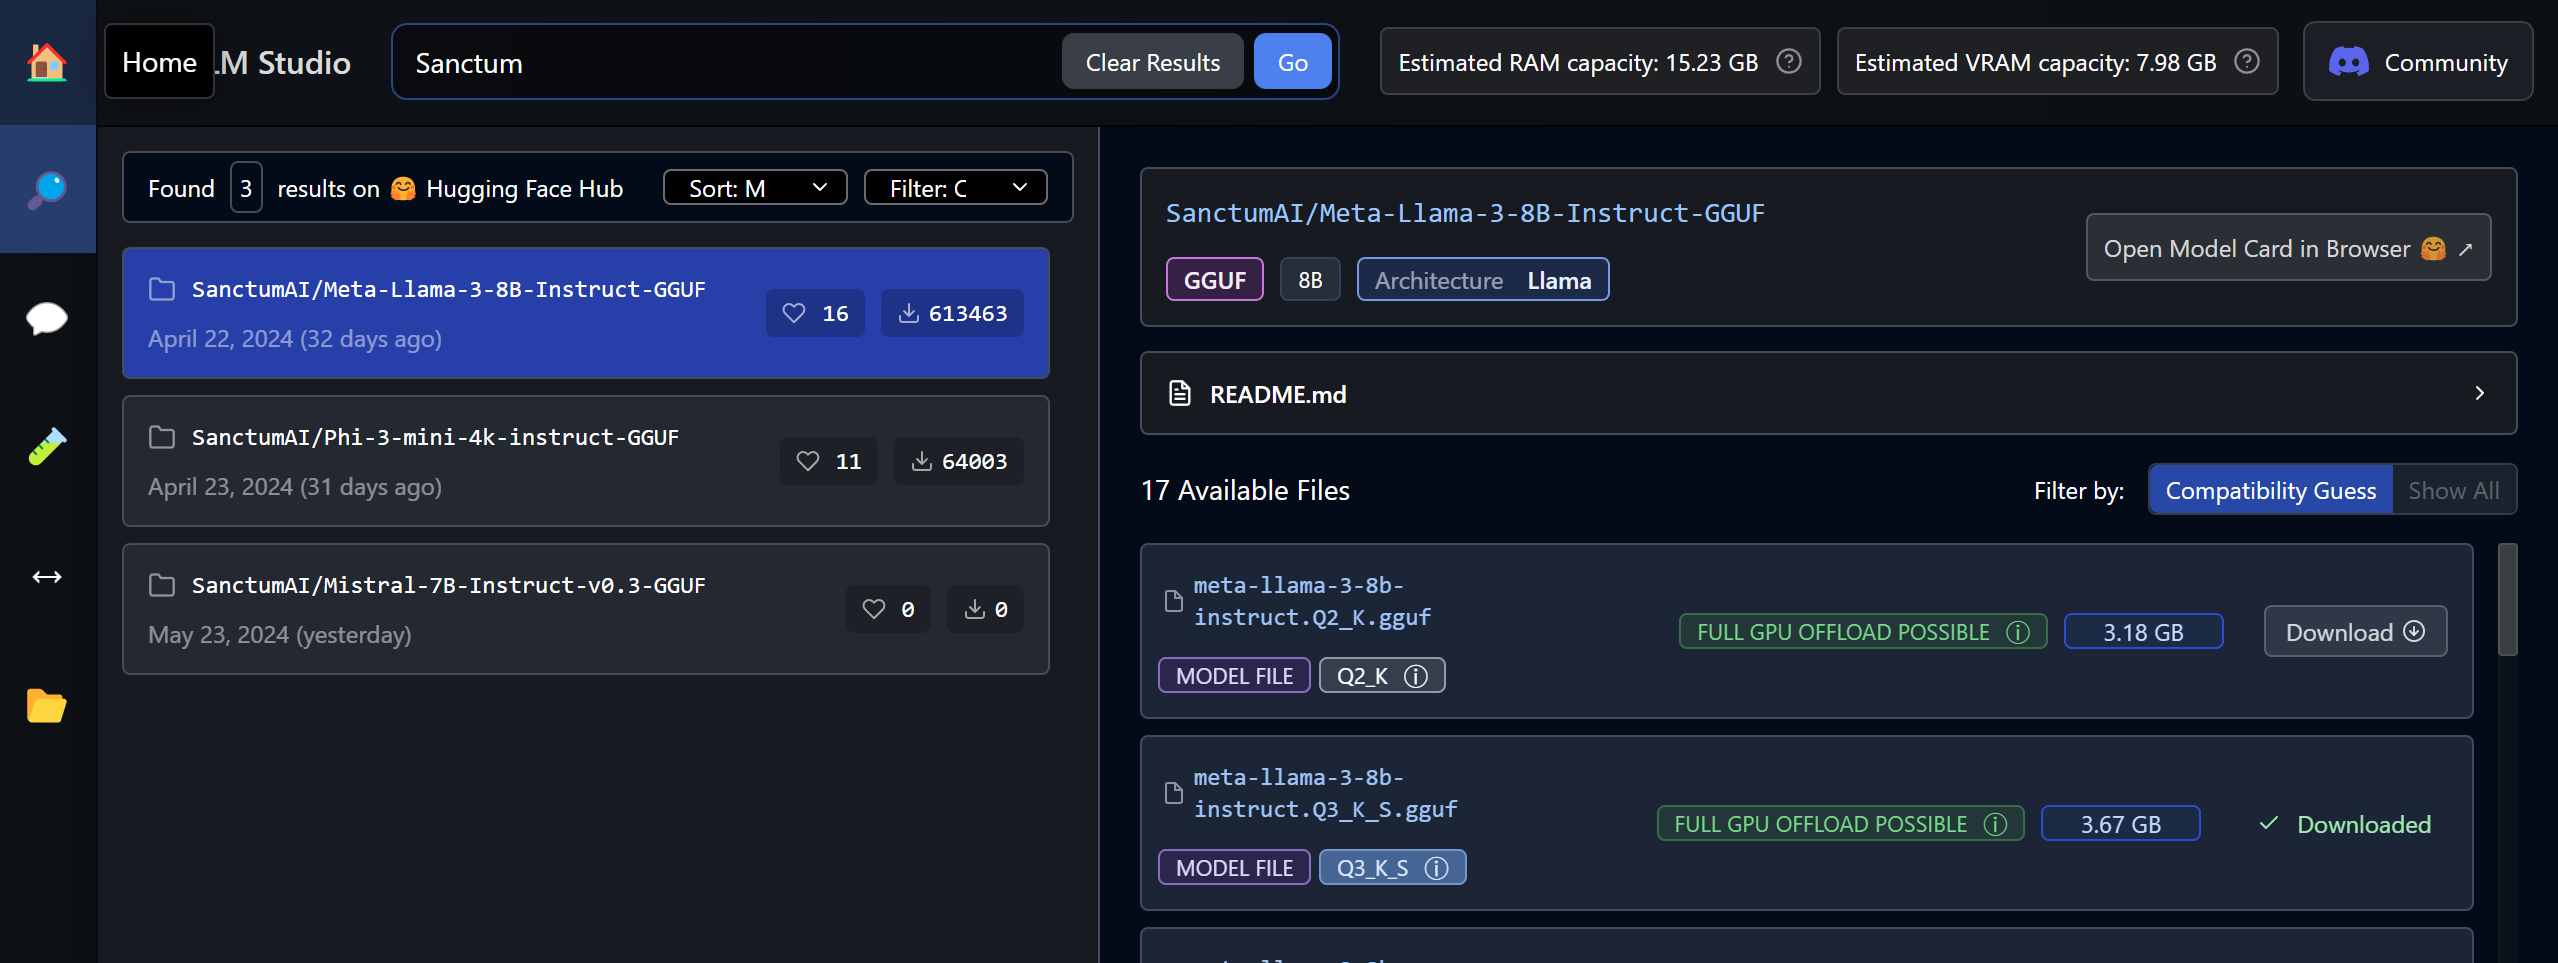 Home
LM Studio
Sanctum
Clear Results
Go
Estimated RAM capacity: 15.23 GB
Estimated VRAM capacity: 7.98 GB
Community
Found 3 results on 🤗 Hugging Face Hub
Sort: M
Filter: C
SanctumAI/Meta-Llama-3-8B-Instruct-GGUF
April 22, 2024 (32 days ago)
16
613463
SanctumAI/Phi-3-mini-4k-instruct-GGUF
April 23, 2024 (31 days ago)
11
64003
SanctumAI/Mistral-7B-Instruct-v0.3-GGUF
May 23, 2024 (yesterday)
0
0
SanctumAI/Meta-Llama-3-8B-Instruct-GGUF
GGUF
8B
Architecture Llama
Open Model Card in Browser 🤗 ↗
README.md
17 Available Files
Filter by:
Compatibility Guess
Show All
meta-llama-3-8b-
instruct.Q2_K.gguf
MODEL FILE
Q2_K
FULL GPU OFFLOAD POSSIBLE
3.18 GB
Download
meta-llama-3-8b-
instruct.Q3_K_S.gguf
MODEL FILE
Q3_K_S
FULL GPU OFFLOAD POSSIBLE
3.67 GB
Downloaded